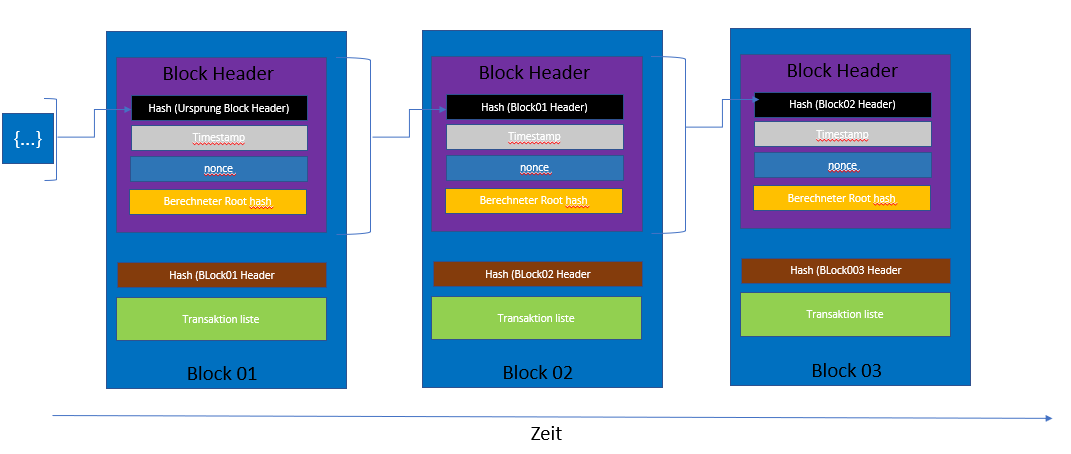 {...}
Block Header
Hash (Ursprung Block Header)
Timestamp
nonce
Berechneter Root hash
Hash (BLock01 Header
Transaktion liste
Block 01
Block Header
Hash (Block01 Header)
Timestamp
nonce
Berechneter Root hash
Hash (BLock02 Header
Transaktion liste
Block 02
Block Header
Hash (Block02 Header)
Timestamp
nonce
Berechneter Root hash
Hash (BLock003 Header
Transaktion liste
Block 03
Zeit